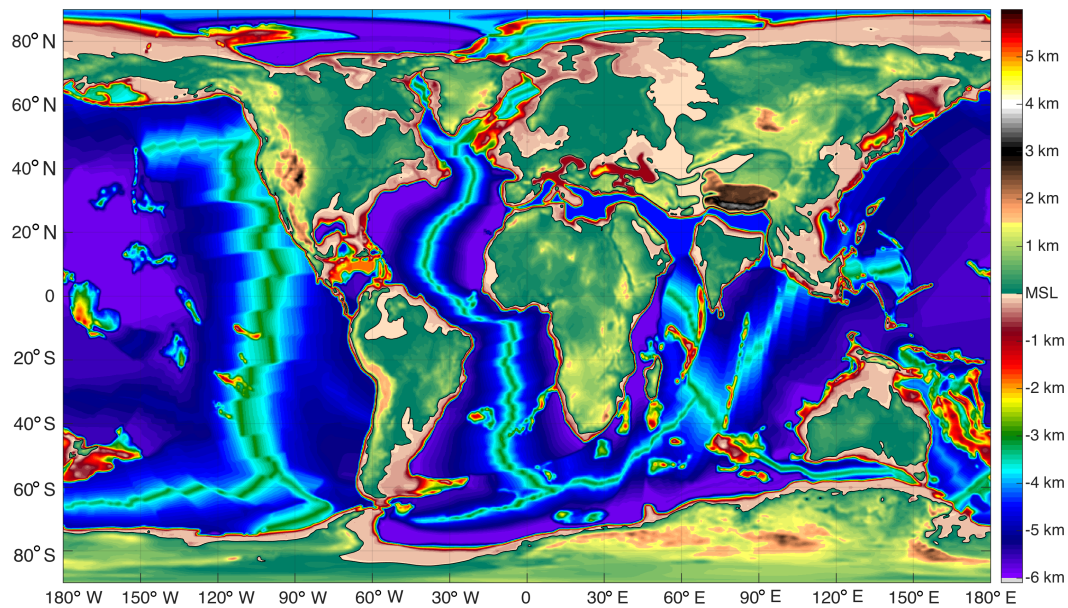 80° N
60° N
40° N
20° N
0
20° S
40° S
60° S
80° S
180° W
150° W
120° W
90° W
60° W
30° W
0
30° E
60° E
90° E
120° E
150° E
180° E
5 km
4 km
3 km
2 km
1 km
MSL
-1 km
-2 km
-3 km
-4 km
-5 km
-6 km